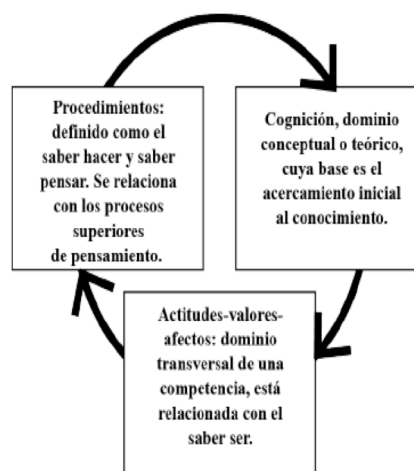 Procedimientos:
definido como el
saber hacer y saber
pensar. Se relaciona
con los procesos
superiores
de pensamiento.
Cognición, dominio
conceptual o teórico,
cuya base es el
acercamiento inicial
al conocimiento.
Actitudes-valores-
afectos: dominio
transversal de una
competencia, está
relacionada con el
saber ser.